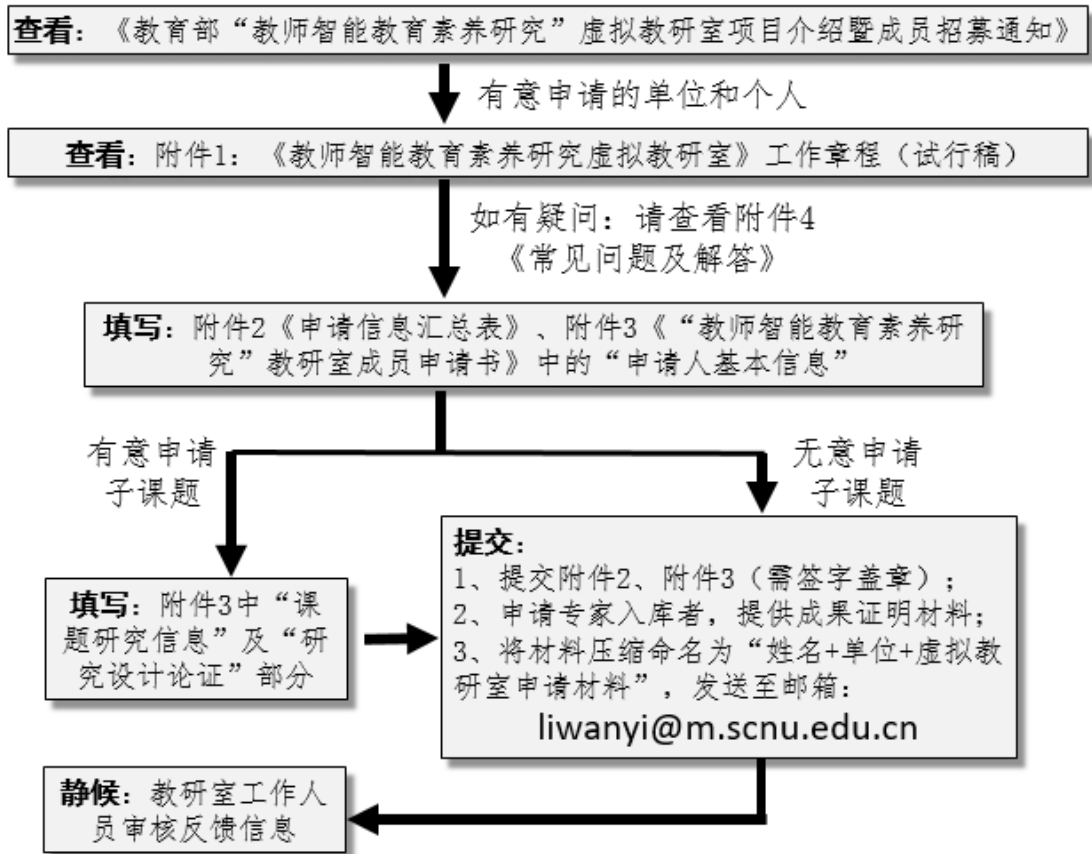 查看：《教育部“教师智能教育素养研究”虚拟教研室项目介绍暨成员招募通知》
有意申请的单位和个人
查看：附件1：《教师智能教育素养研究虚拟教研室》工作章程（试行稿）
如有疑问：请查看附件4
《常见问题及解答》
填写：附件2《申请信息汇总表》、附件3《“教师智能教育素养研
究”教研室成员申请书》中的“申请人基本信息”
有意申请
子课题
无意申请
子课题
填写：附件3中“课
题研究信息”及“研
究设计论证”部分
提交：
1、提交附件2、附件3（需签字盖章）；
2、申请专家入库者，提供成果证明材料；
3、将材料压缩命名为“姓名+单位+虚拟教
研室申请材料”，发送至邮箱：
liwanyi@m.scnu.edu.cn
静候：教研室工作人
员审核反馈信息